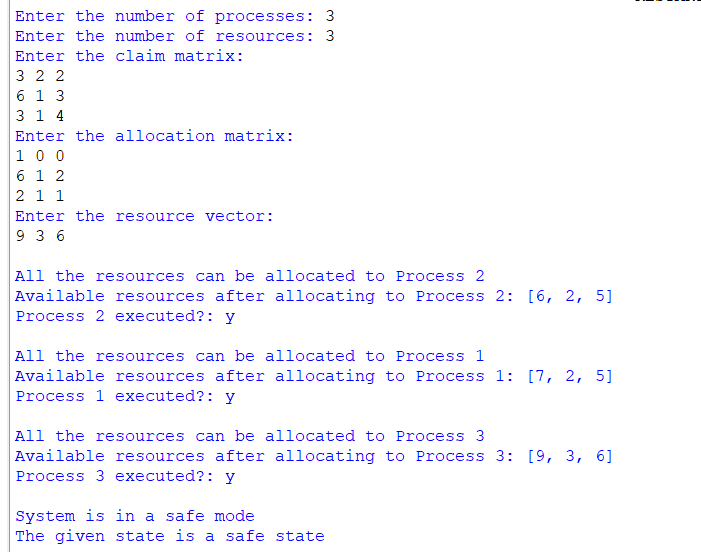 Enter the number of processes: 3
Enter the number of resources: 3
Enter the claim matrix:
3 2 2
6 1 3
3 1 4
Enter the allocation matrix:
1 0 0
6 1 2
2 1 1
Enter the resource vector:
9 3 6
All the resources can be allocated to Process 2
Available resources after allocating to Process 2: [6, 2, 5]
Process 2 executed?: y
All the resources can be allocated to Process 1
Available resources after allocating to Process 1: [7, 2, 5]
Process 1 executed?: y
All the resources can be allocated to Process 3
Available resources after allocating to Process 3: [9, 3, 6]
Process 3 executed?: y
System is in a safe mode
The given state is a safe state